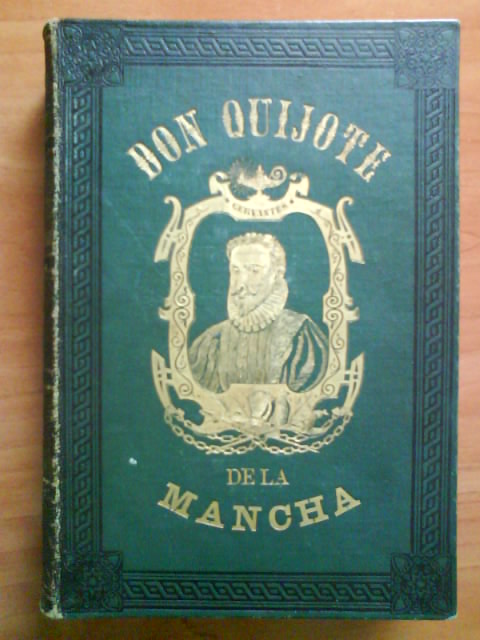 DON QUIJOTE
CERVANTES
DE LA
MANCHA